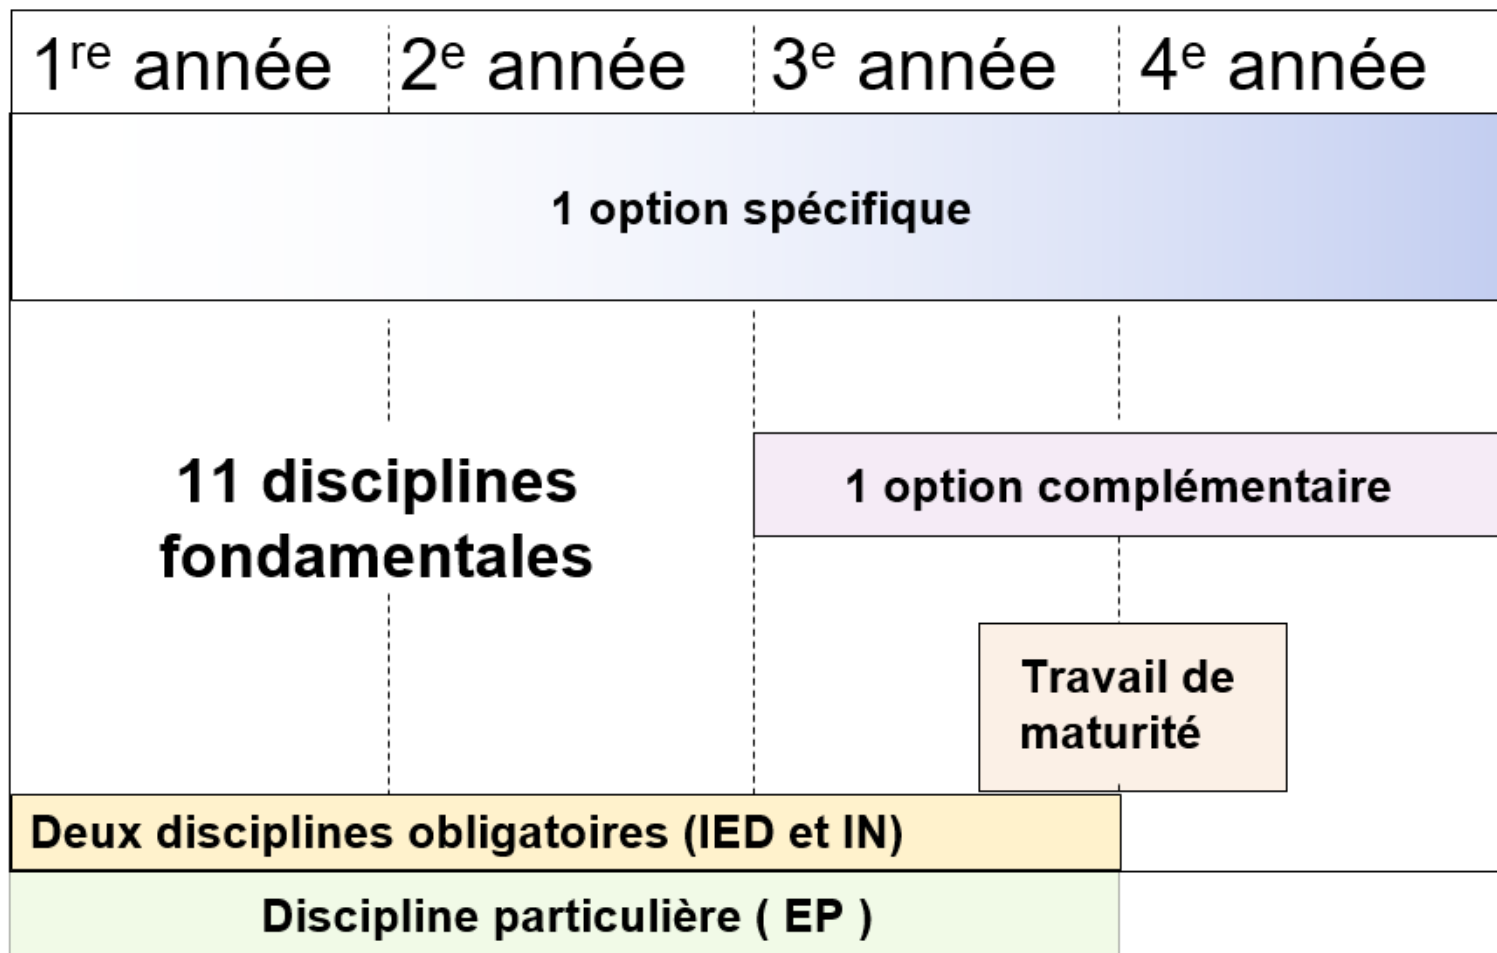 1re année 2e année 3e année 4e année
1 option spécifique
11 disciplines
fondamentales
1 option complémentaire
Travail de
maturité
Deux disciplines obligatoires (IED et IN)
Discipline particulière ( EP )